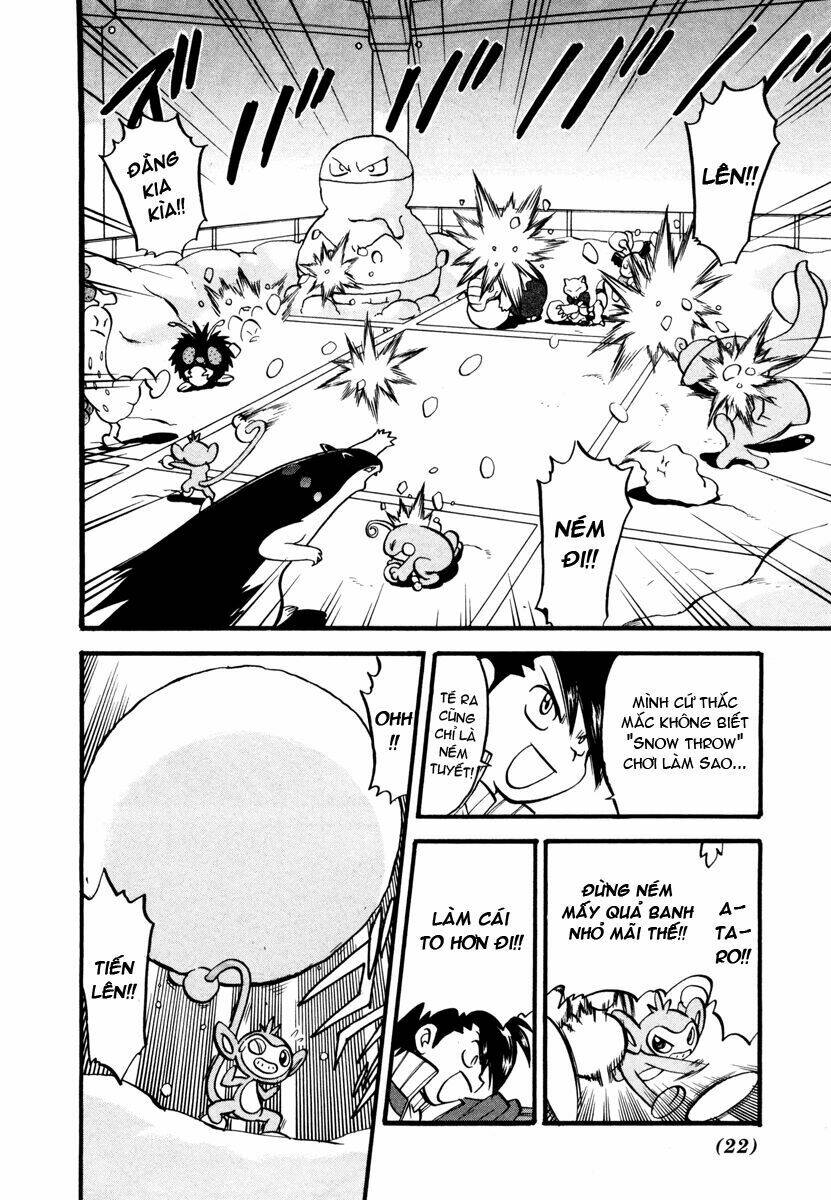 LÊN!!
ĐẰNG
KIA
KÌA!!
NÉM
ĐI!!
MÌNH CỨ THẮC
MẮC KHÔNG BIẾT
"SNOW THROW"
CHƠI LÀM SAO...
TÉ RA
CŨNG
CHỈ LÀ
NÉM
TUYẾT!
A-
TA-
RO!!
ĐỪNG NÉM
MẤY QUẢ BANH
NHỎ MÃI THẾ!!
LÀM CÁI
TO HƠN ĐI!!
OHH
!!
TIẾN
LÊN!!
(22)